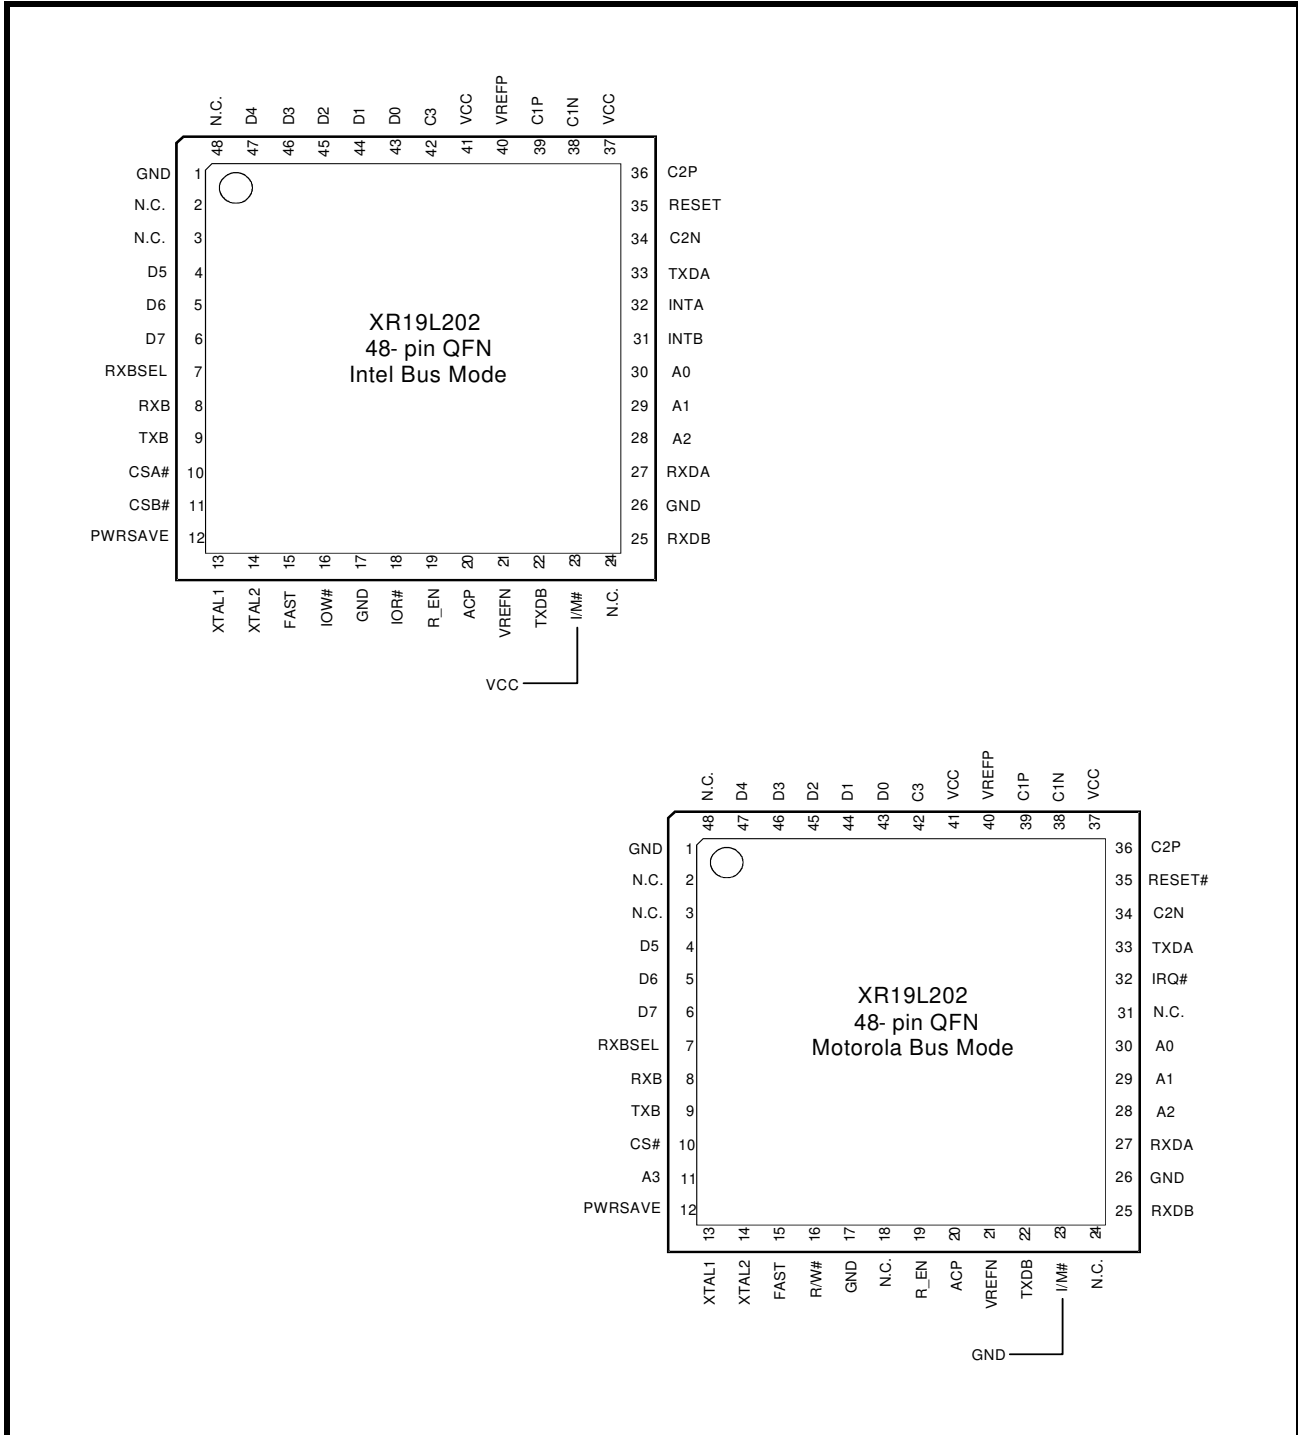 N.C. D4 D3 D2 D1 D0 C3 VCC VREFP C1P C1N VCC
48 47 46 45 44 43 42 41 40 39 38 37
GND 1 36 C2P
N.C. 2 35 RESET
N.C. 3 34 C2N
D5 4 33 TXDA
D6 5 32 INTA
D7 6 31 INTB
RXBSEL 7 30 A0
RXB 8 29 A1
TXB 9 28 A2
CSA# 10 27 RXDA
CSB# 11 26 GND
PWRSAVE 12 25 RXDB
XR19L202
48- pin QFN
Intel Bus Mode
13 14 15 16 17 18 19 20 21 22 23 24
XTAL1 XTAL2 FAST IOW# GND IOR# R_EN ACP VREFN TXDB I/M# N.C.
VCC
N.C. D4 D3 D2 D1 D0 C3 VCC VREFP C1P C1N VCC
48 47 46 45 44 43 42 41 40 39 38 37
GND 1 36 C2P
N.C. 2 35 RESET#
N.C. 3 34 C2N
D5 4 33 TXDA
D6 5 32 IRQ#
D7 6 31 N.C.
RXBSEL 7 30 A0
RXB 8 29 A1
TXB 9 28 A2
CS# 10 27 RXDA
A3 11 26 GND
PWRSAVE 12 25 RXDB
XR19L202
48- pin QFN
Motorola Bus Mode
13 14 15 16 17 18 19 20 21 22 23 24
XTAL1 XTAL2 FAST R/W# GND N.C. R_EN ACP VREFN TXDB I/M# N.C.
GND